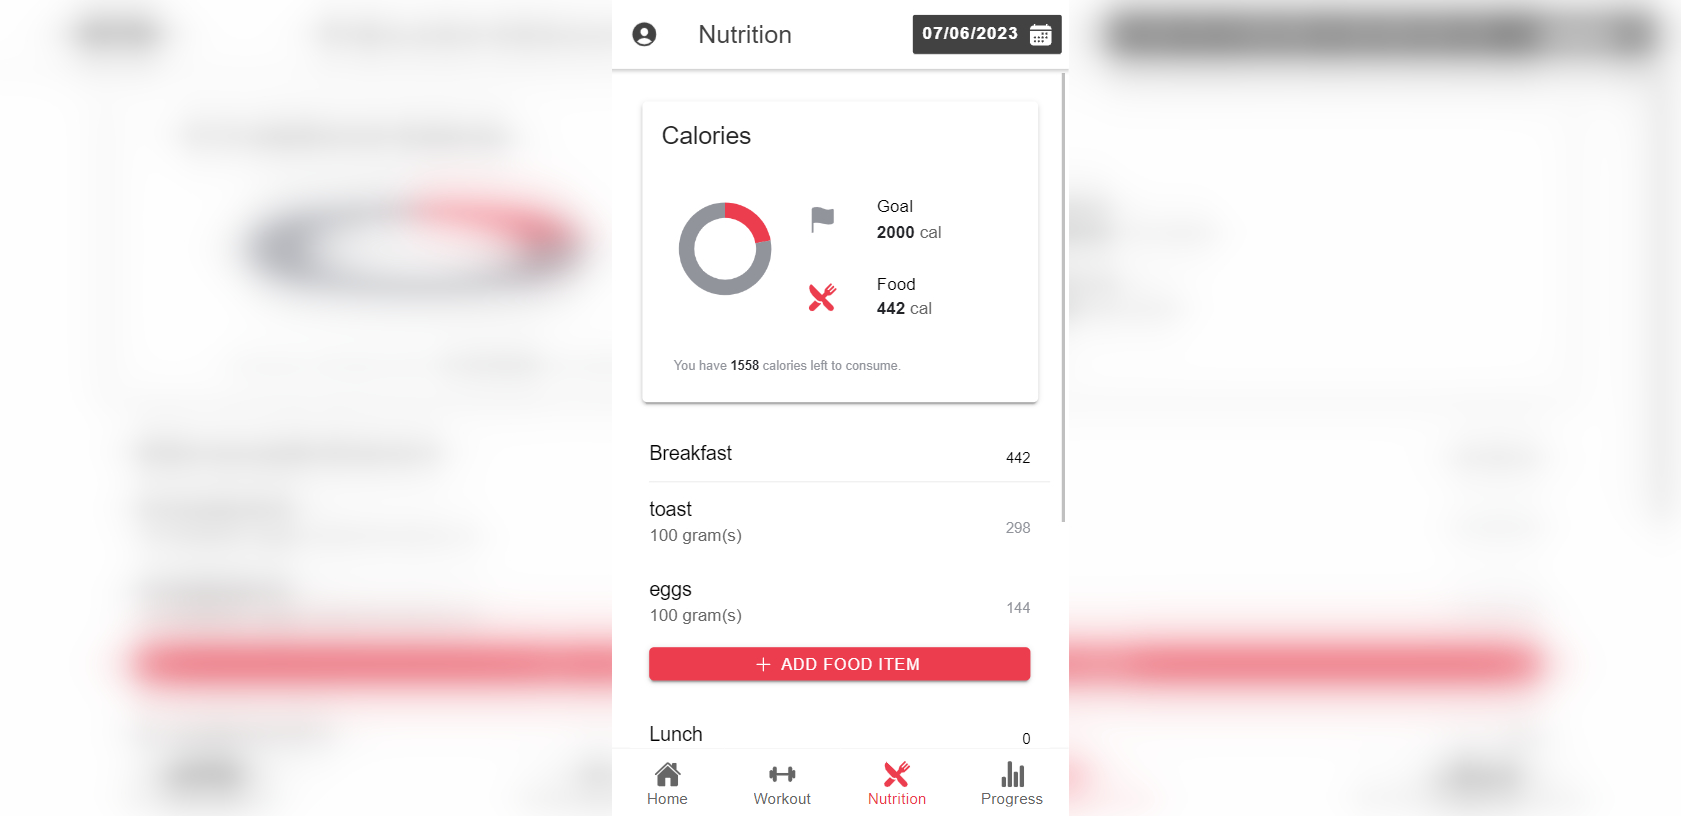 Nutrition
07/06/2023
Calories
Goal
2000 cal
Food
442 cal
You have 1558 calories left to consume.
Breakfast 442
toast
100 gram(s)
298
eggs
100 gram(s)
144
+ ADD FOOD ITEM
Lunch 0
Home Workout Nutrition Progress